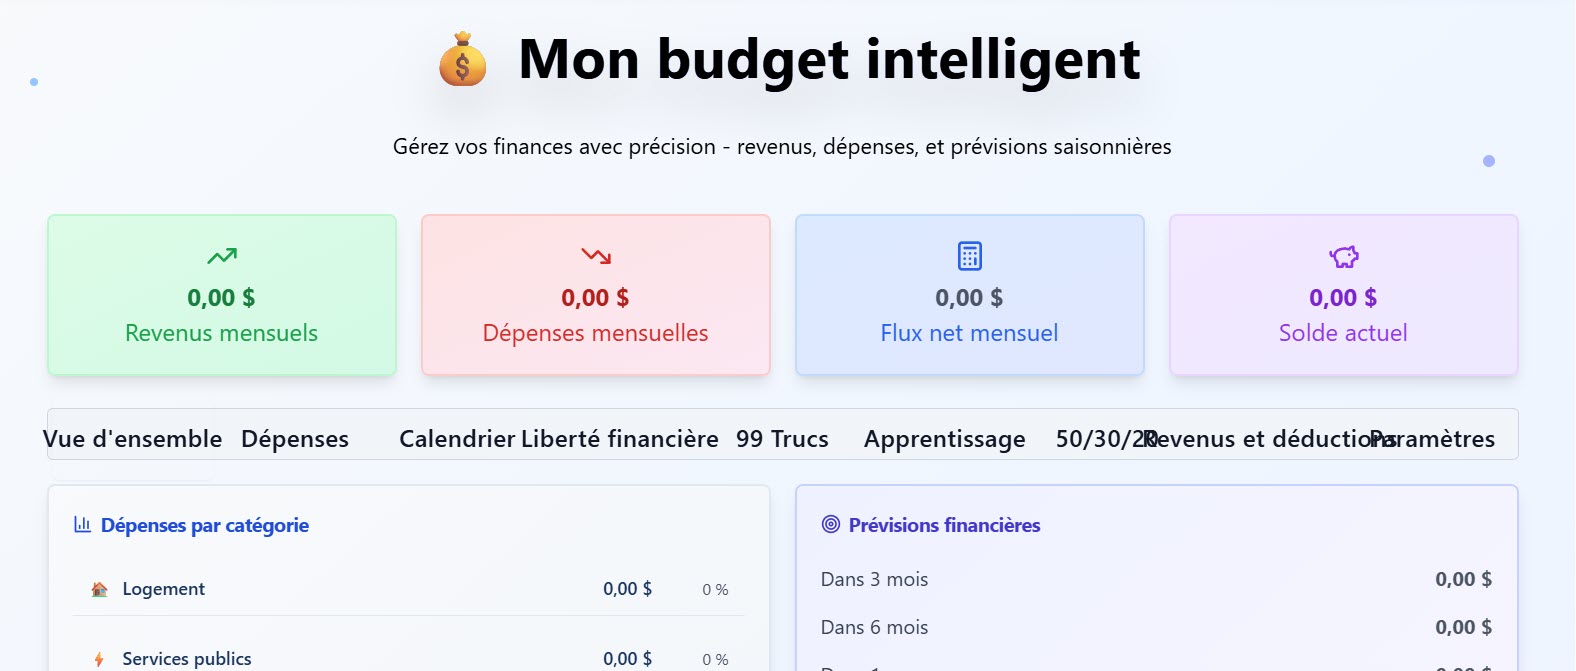 Mon budget intelligent
Gérez vos finances avec précision - revenus, dépenses, et prévisions saisonnières
0,00 $
Revenus mensuels
0,00 $
Dépenses mensuelles
0,00 $
Flux net mensuel
0,00 $
Solde actuel
Vue d'ensemble Dépenses Calendrier Liberté financière 99 Trucs Apprentissage 50/30/20 Revenus et déductions Paramètres
Dépenses par catégorie
Logement 0,00 $ 0 %
Services publics 0,00 $ 0 %
Prévisions financières
Dans 3 mois 0,00 $
Dans 6 mois 0,00 $